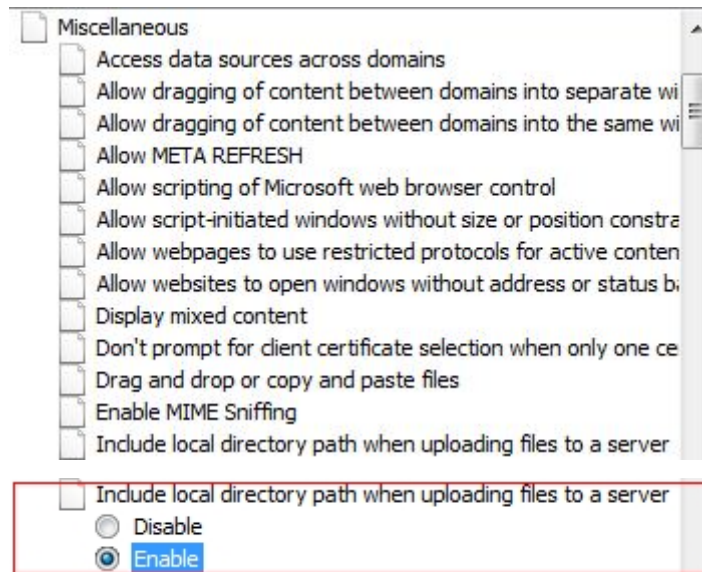 Miscellaneous
Access data sources across domains
Allow dragging of content between domains into separate wi
Allow dragging of content between domains into the same wi
Allow META REFRESH
Allow scripting of Microsoft web browser control
Allow script-initiated windows without size or position constra
Allow webpages to use restricted protocols for active conten
Allow websites to open windows without address or status ba
Display mixed content
Don't prompt for client certificate selection when only one ce
Drag and drop or copy and paste files
Enable MIME Sniffing
Include local directory path when uploading files to a server
Include local directory path when uploading files to a server
Disable
Enable